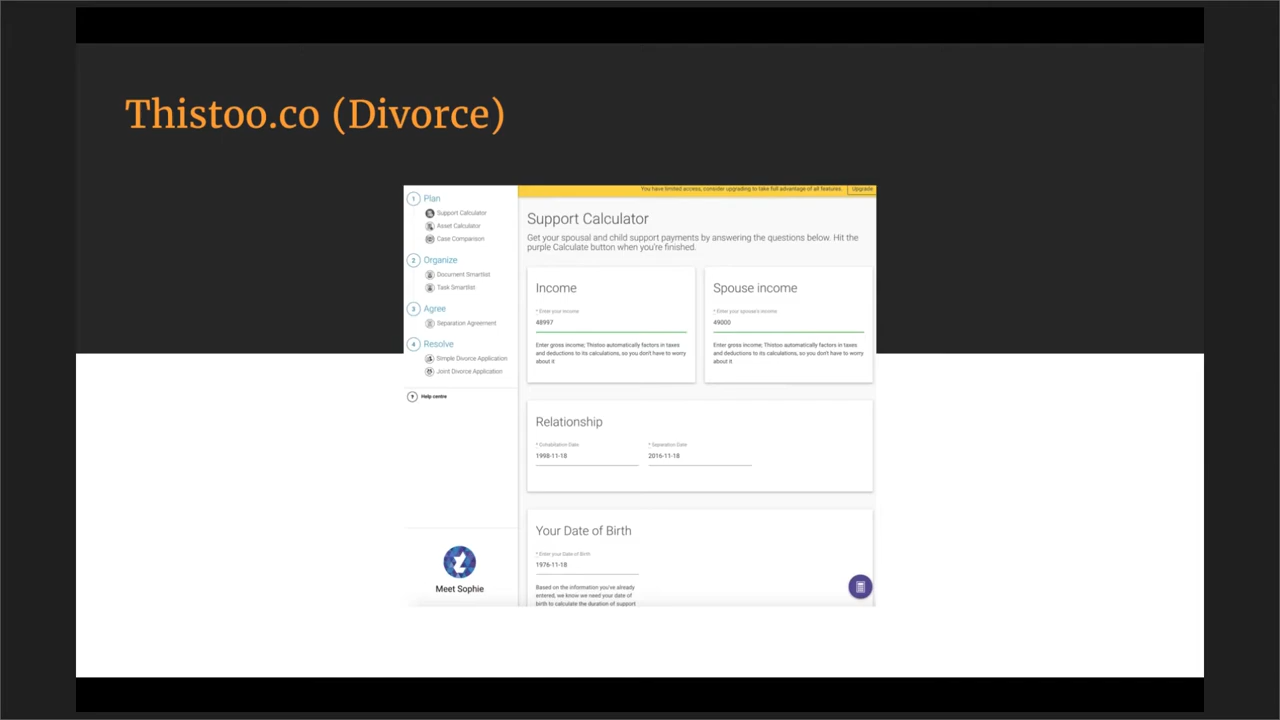 Thistoo.co (Divorce)
You have limited access, consider upgrading to take full advantage of all features.
Upgrade
1 Plan
Support Calculator
Asset Calculator
Case Comparison
2 Organize
Document Smartlist
Task Smartlist
3 Agree
Separation Agreement
4 Resolve
Simple Divorce Application
Joint Divorce Application
? Help centre
Meet Sophie
Support Calculator
Get your spousal and child support payments by answering the questions below. Hit the
purple Calculate button when you're finished.
Income
* Enter your income
48997
Enter gross income; Thistoo automatically factors in taxes
and deductions to its calculations, so you don't have to worry
about it
Spouse income
* Enter your spouse's income
49000
Enter gross income; Thistoo automatically factors in taxes
and deductions to its calculations, so you don't have to worry
about it
Relationship
* Cohabitation Date
1998-11-18
* Separation Date
2016-11-18
Your Date of Birth
* Enter your Date of Birth
1976-11-18
Based on the information you've already
entered, we know we need your date of
birth to calculate the duration of support